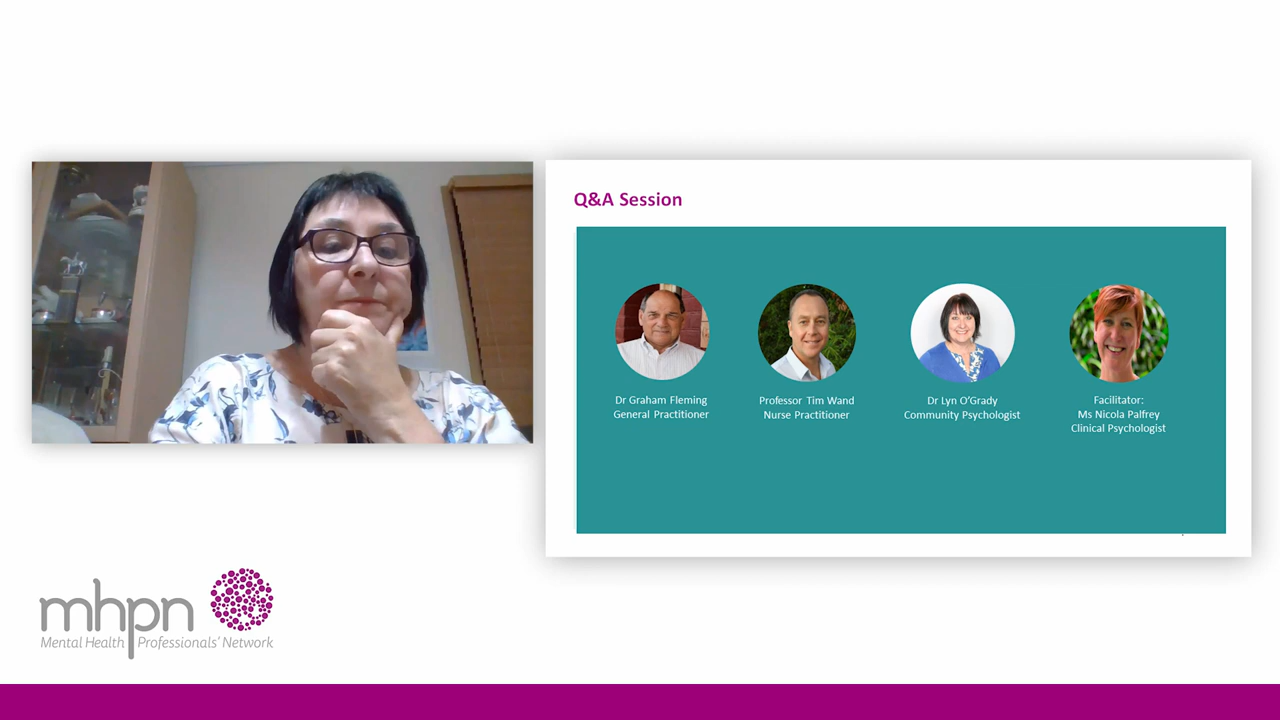 Q&A Session
Dr Graham Fleming
General Practitioner
Professor Tim Wand
Nurse Practitioner
Dr Lyn O'Grady
Community Psychologist
Facilitator:
Ms Nicola Palfrey
Clinical Psychologist
mhpn
Mental Health Professionals' Network